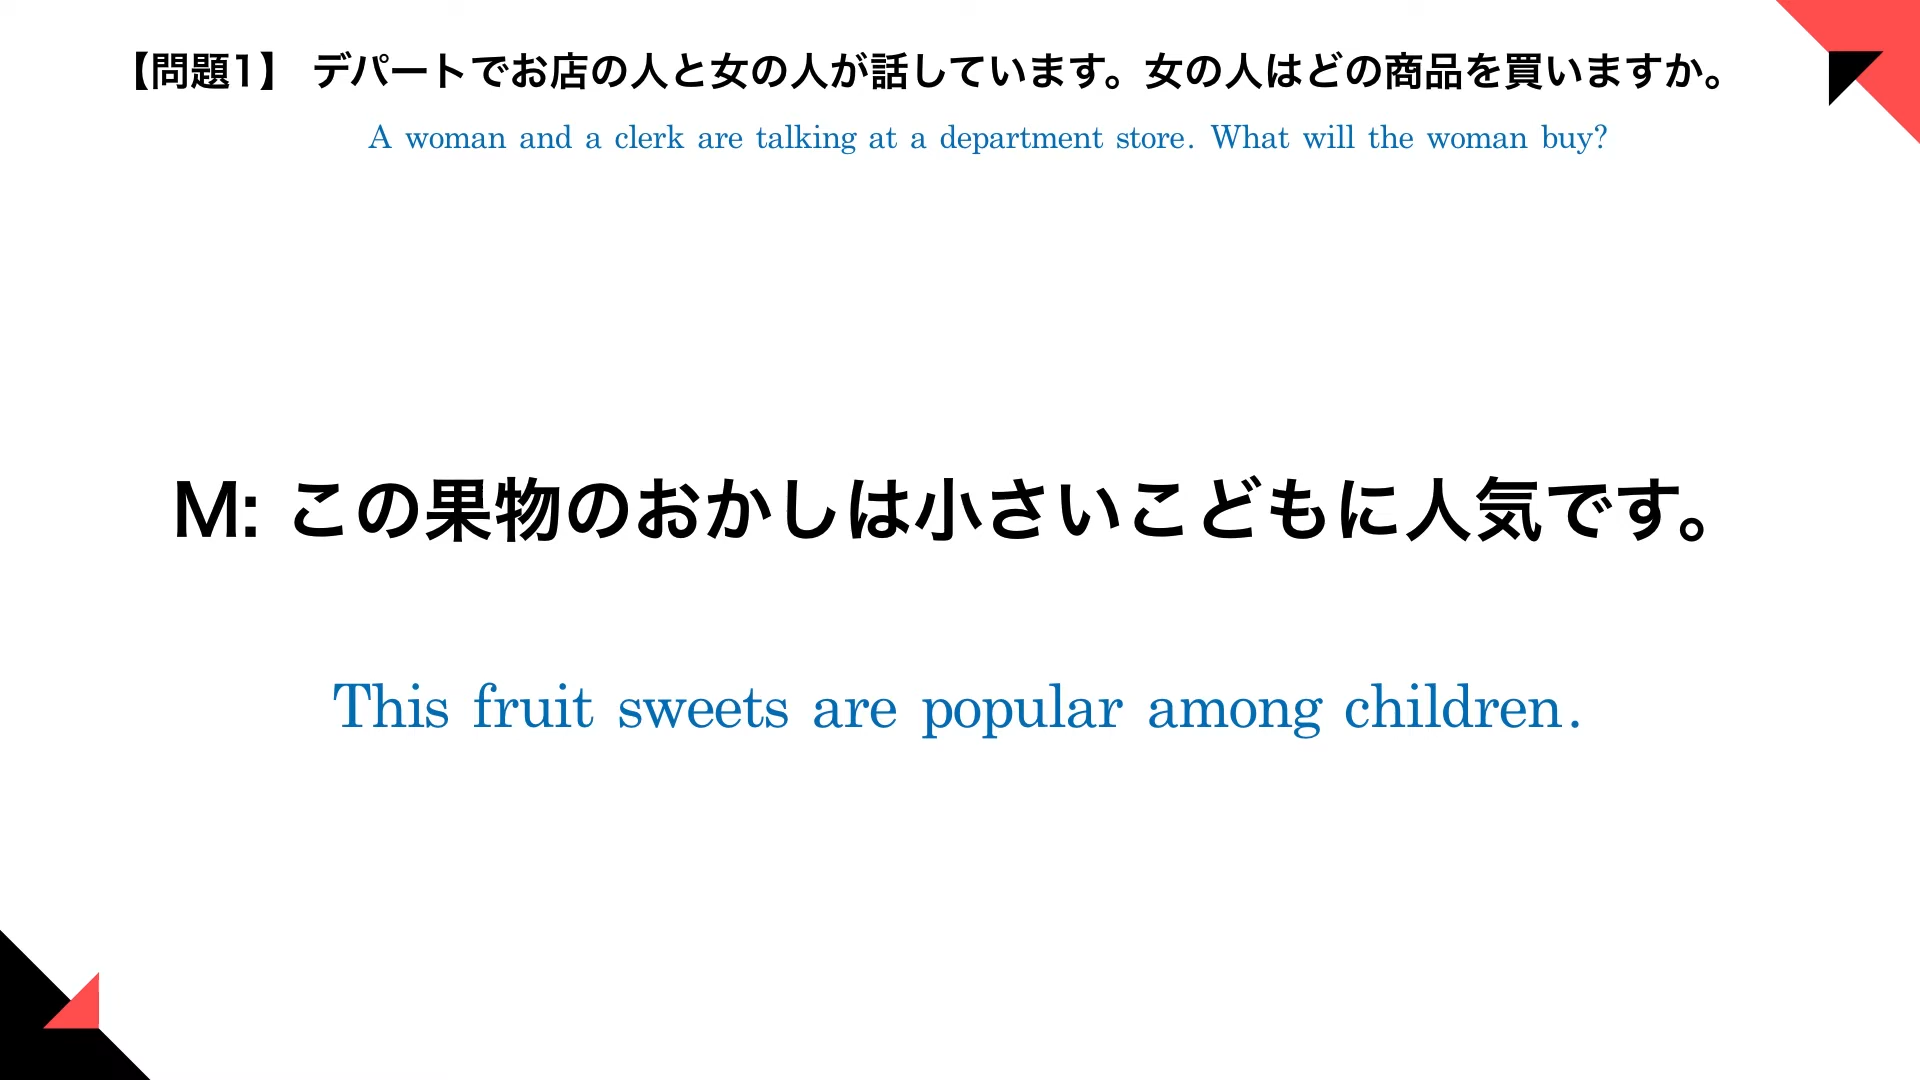 【問題1】 デパートでお店の人と女の人が話しています。女の人はどの商品を買いますか。
A woman and a clerk are talking at a department store. What will the woman buy?
M: この果物のおかしは小さいこどもに人気です。
This fruit sweets are popular among children.